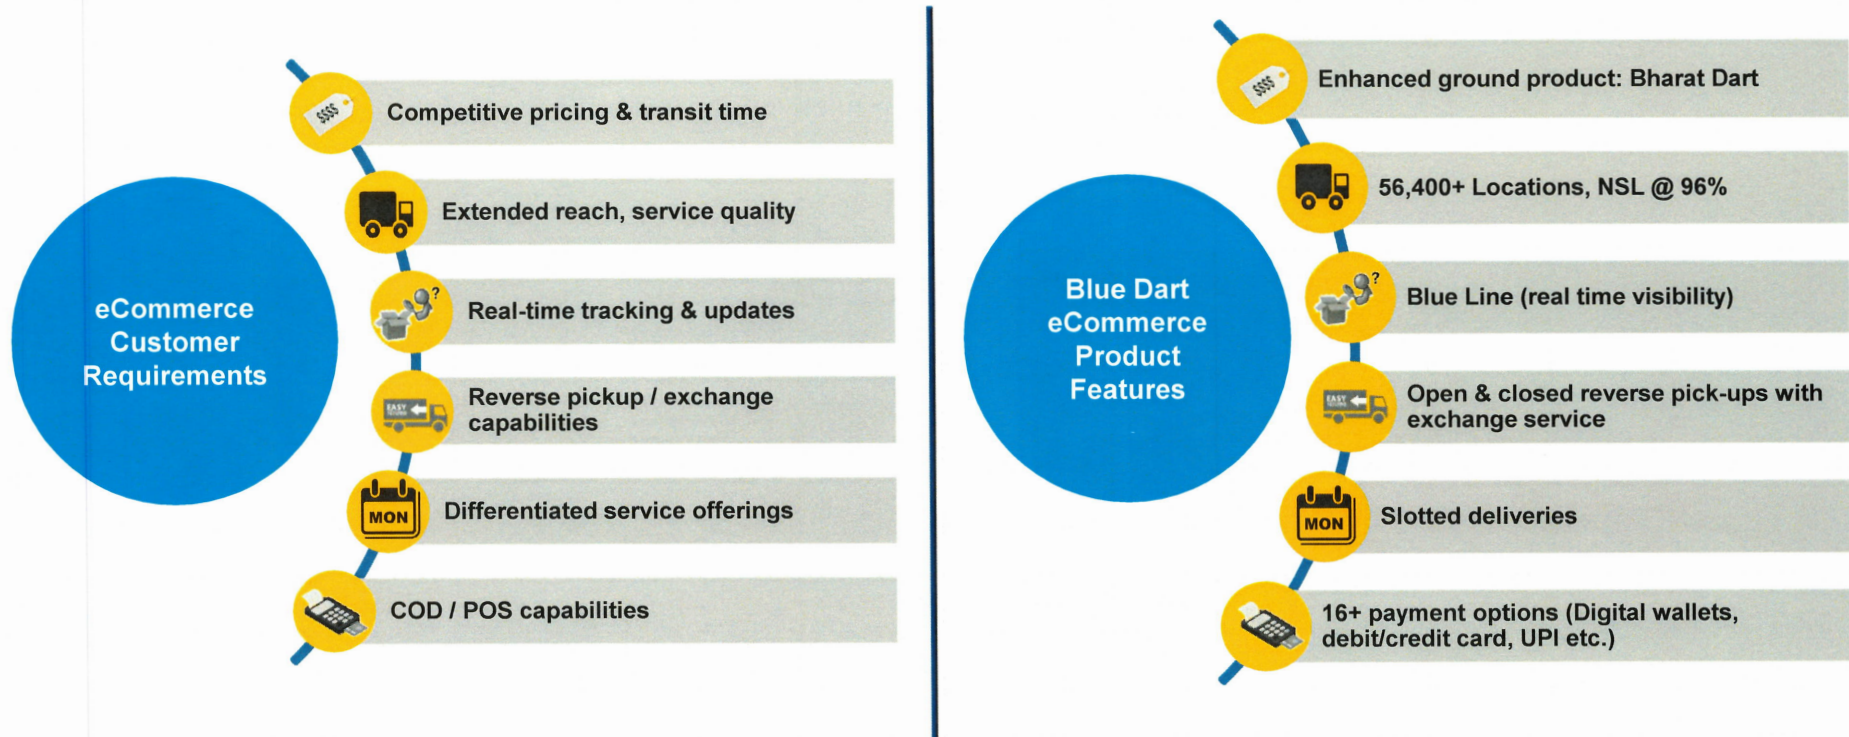 eCommerce
Customer
Requirements
$$$$
Competitive pricing & transit time
Extended reach, service quality
?
Real-time tracking & updates
EASY
Reverse pickup / exchange
capabilities
MON
Differentiated service offerings
COD / POS capabilities
Blue Dart
eCommerce
Product
Features
$$$$
Enhanced ground product: Bharat Dart
56,400+ Locations, NSL @ 96%
?
Blue Line (real time visibility)
EASY
Open & closed reverse pick-ups with
exchange service
MON
Slotted deliveries
16+ payment options (Digital wallets,
debit/credit card, UPI etc.)